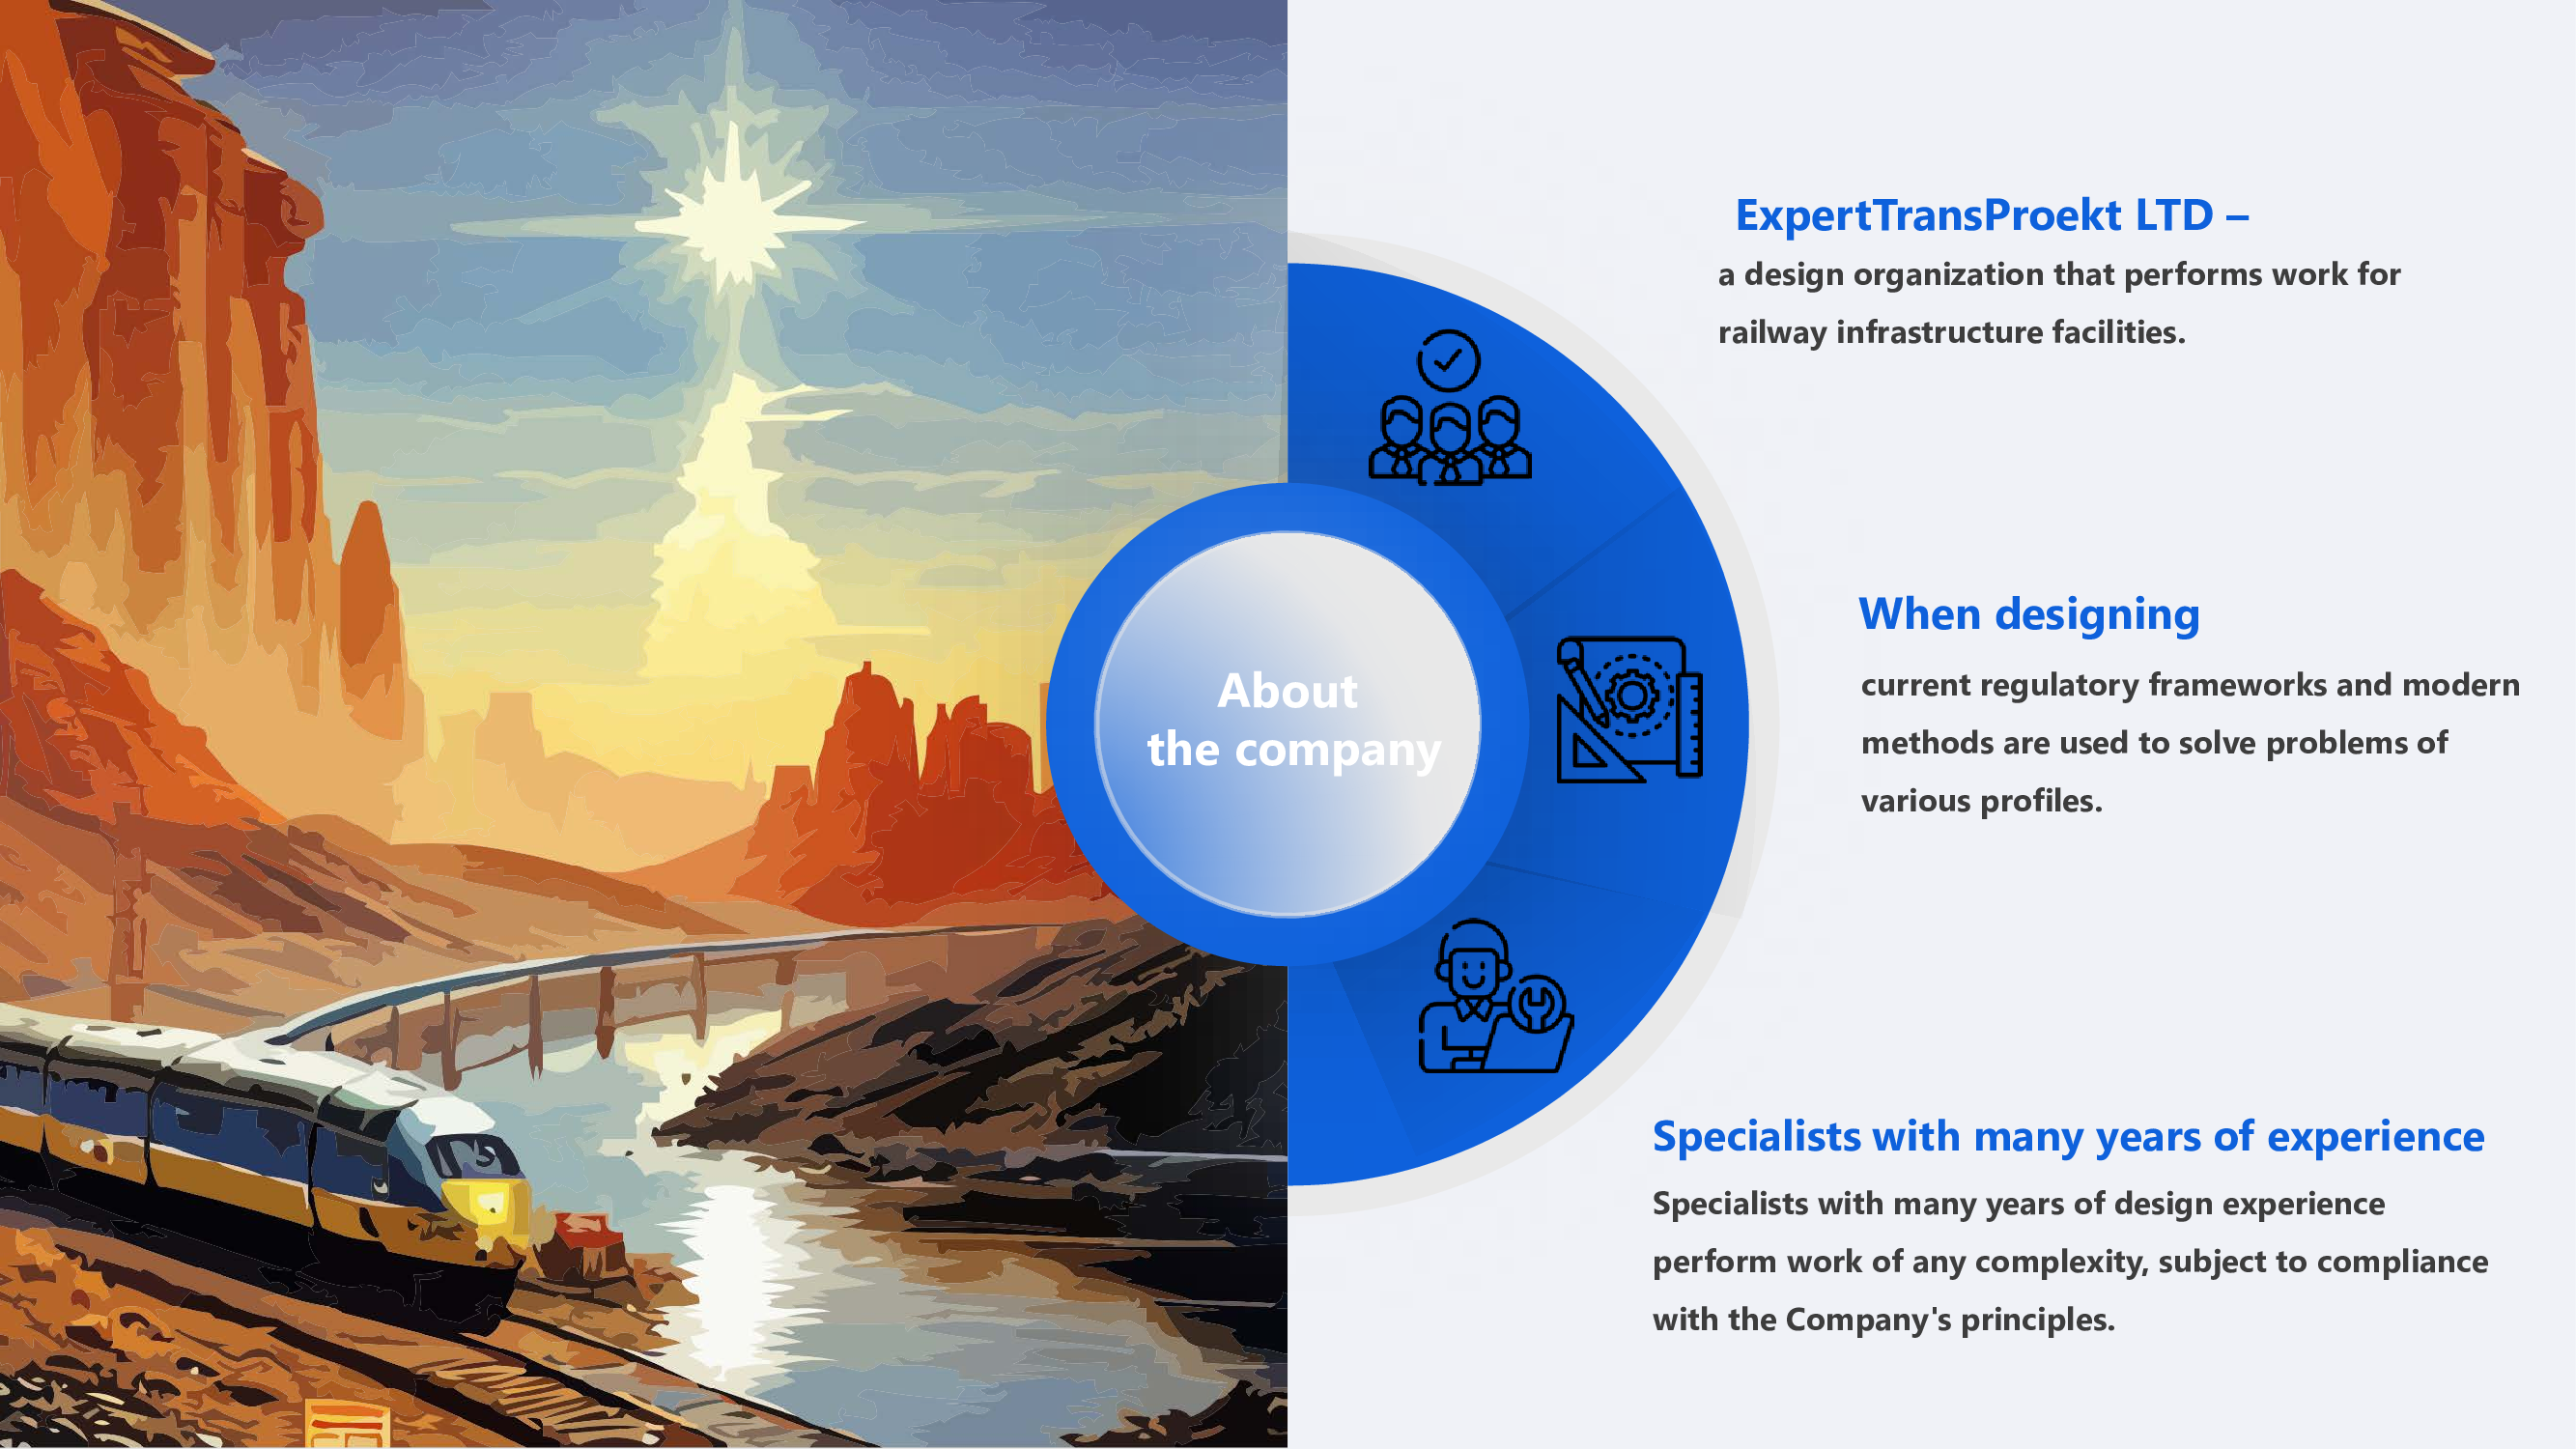 About
the company
ExpertTransProekt LTD –
a design organization that performs work for
railway infrastructure facilities.
When designing
current regulatory frameworks and modern
methods are used to solve problems of
various profiles.
Specialists with many years of experience
Specialists with many years of design experience
perform work of any complexity, subject to compliance
with the Company's principles.